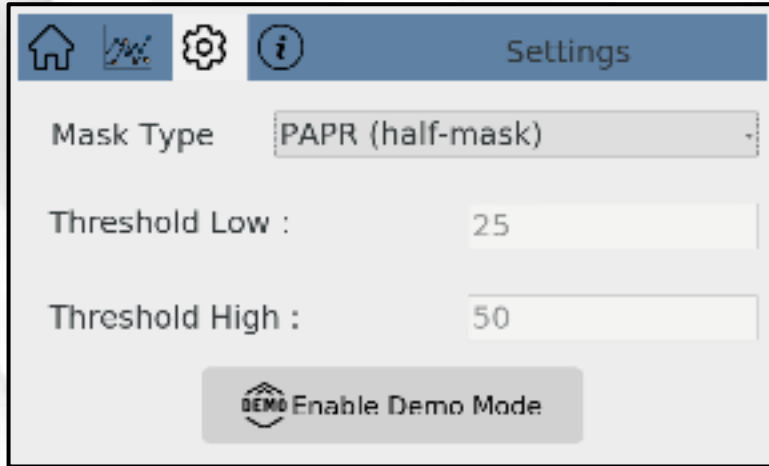 i Settings
Mask Type PAPR (half-mask)
Threshold Low : 25
Threshold High : 50
DEMO Enable Demo Mode